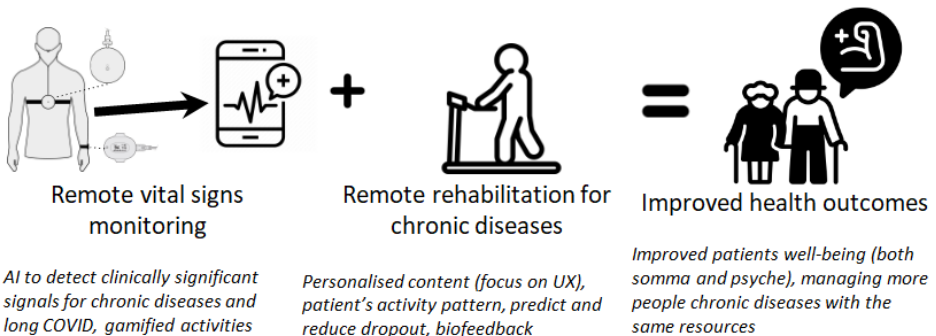 Remote vital signs
monitoring
AI to detect clinically significant
signals for chronic diseases and
long COVID, gamified activities
Remote rehabilitation for
chronic diseases
Personalised content (focus on UX),
patient's activity pattern, predict and
reduce dropout, biofeedback
Improved health outcomes
Improved patients well-being (both
somma and psyche), managing more
people chronic diseases with the
same resources